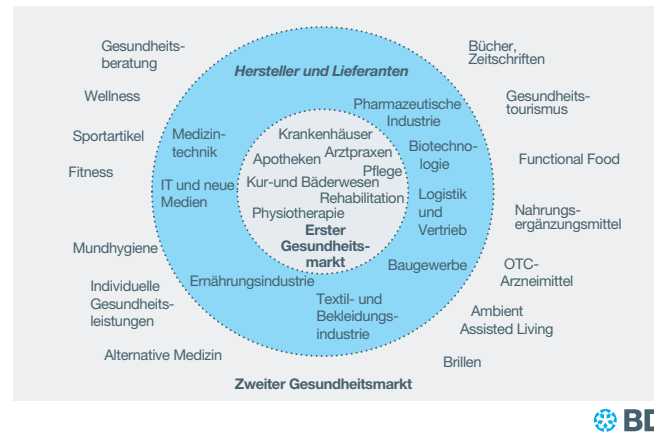 Gesundheits-
beratung
Wellness
Sportartikel
Fitness
Mundhygiene
Individuelle
Gesundheits-
leistungen
Alternative Medizin
Hersteller und Lieferanten
Medizin-
technik
IT und neue
Medien
Ernährungsindustrie
Textil- und
Bekleidungs-
industrie
Pharmazeutische
Industrie
Biotechno-
logie
Logistik
und
Vertrieb
Baugewerbe
Krankenhäuser
Arztpraxen
Apotheken
Pflege
Kur-und Bäderwesen
Rehabilitation
Physiotherapie
Erster
Gesundheits-
markt
Bücher,
Zeitschriften
Gesundheits-
tourismus
Functional Food
Nahrungs-
ergänzungsmittel
OTC-
Arzneimittel
Ambient
Assisted Living
Brillen
Zweiter Gesundheitsmarkt